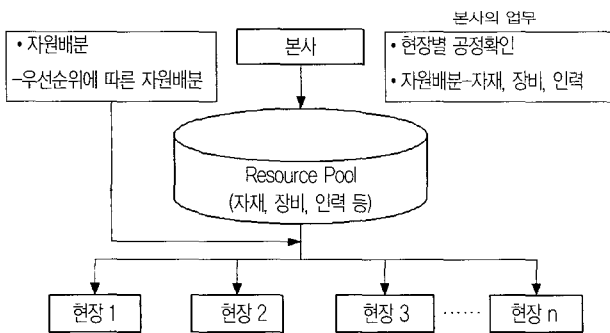 본사의 업무
• 자원배분
–우선순위에 따른 자원배분
본사
• 현장별 공정확인
• 자원배분–자재, 장비, 인력
Resource Pool
(자재, 장비, 인력 등)
현장 1
현장 2
현장 3
······
현장 n